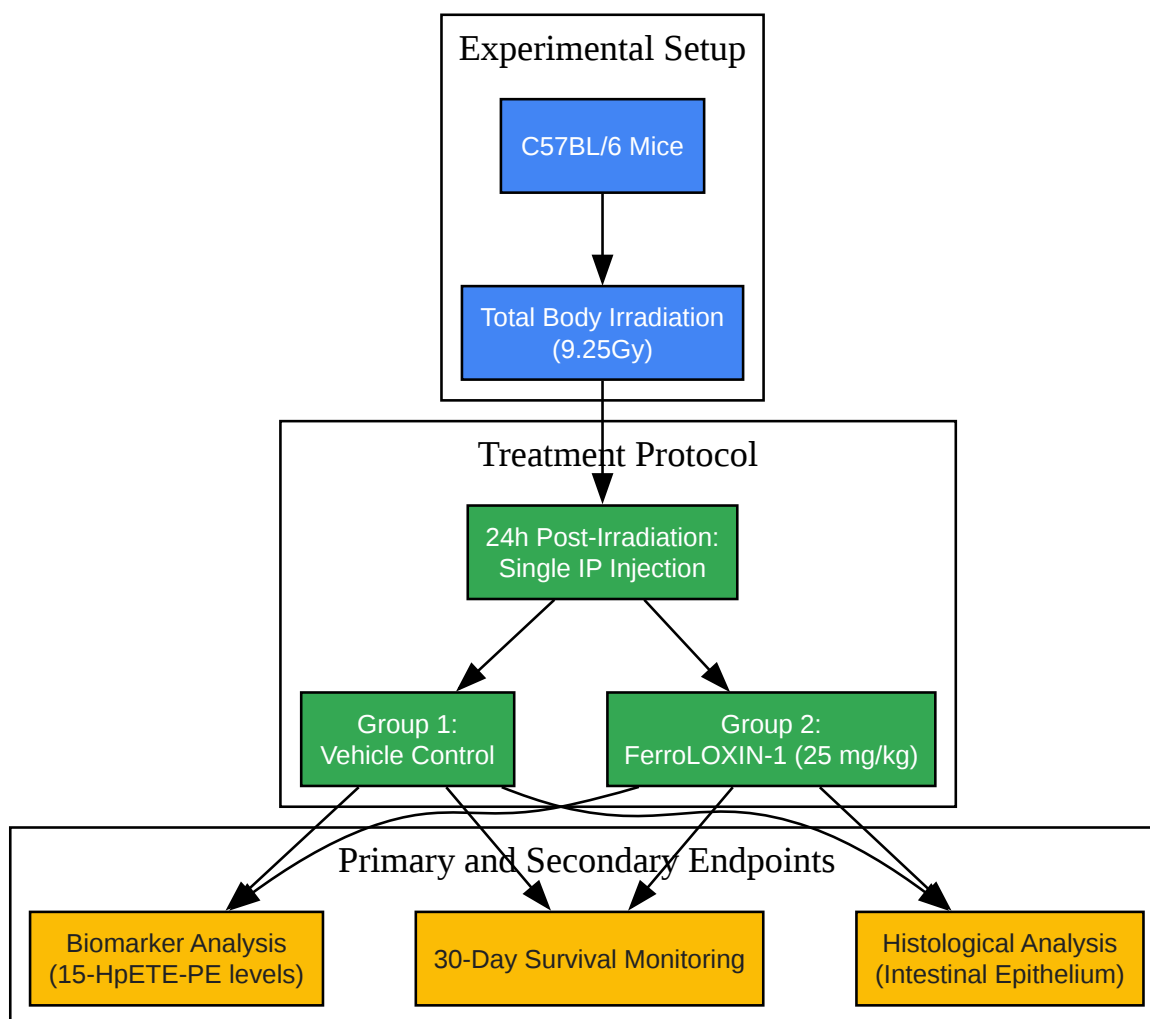 Experimental Setup
C57BL/6 Mice
Total Body Irradiation
(9.25Gy)
Treatment Protocol
24h Post-Irradiation:
Single IP Injection
Group 1:
Vehicle Control
Group 2:
FerroLOXIN-1 (25 mg/kg)
Primary and Secondary Endpoints
Biomarker Analysis
(15-HpETE-PE levels)
30-Day Survival Monitoring
Histological Analysis
(Intestinal Epithelium)